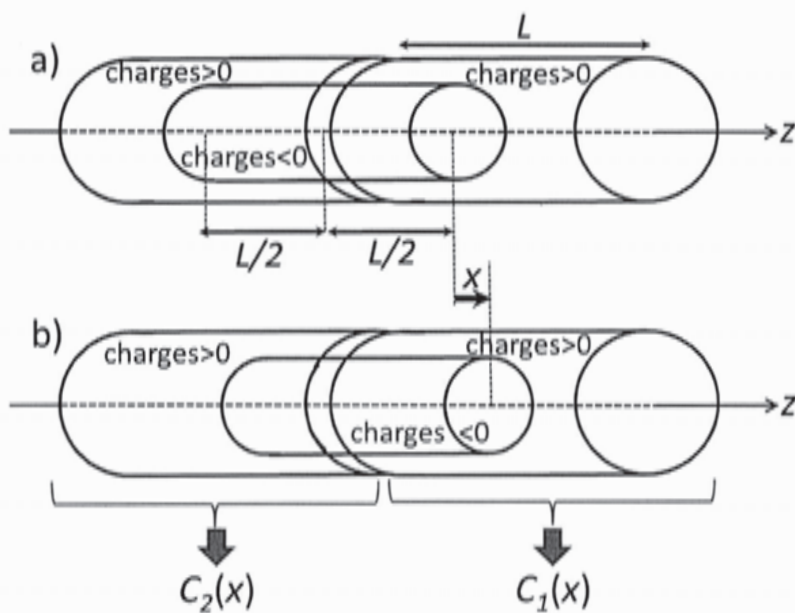 L
a)
charges>0
charges>0
charges<0
z
L/2
L/2
x
b)
charges>0
charges>0
charges <0
z
C2(x)
C1(x)